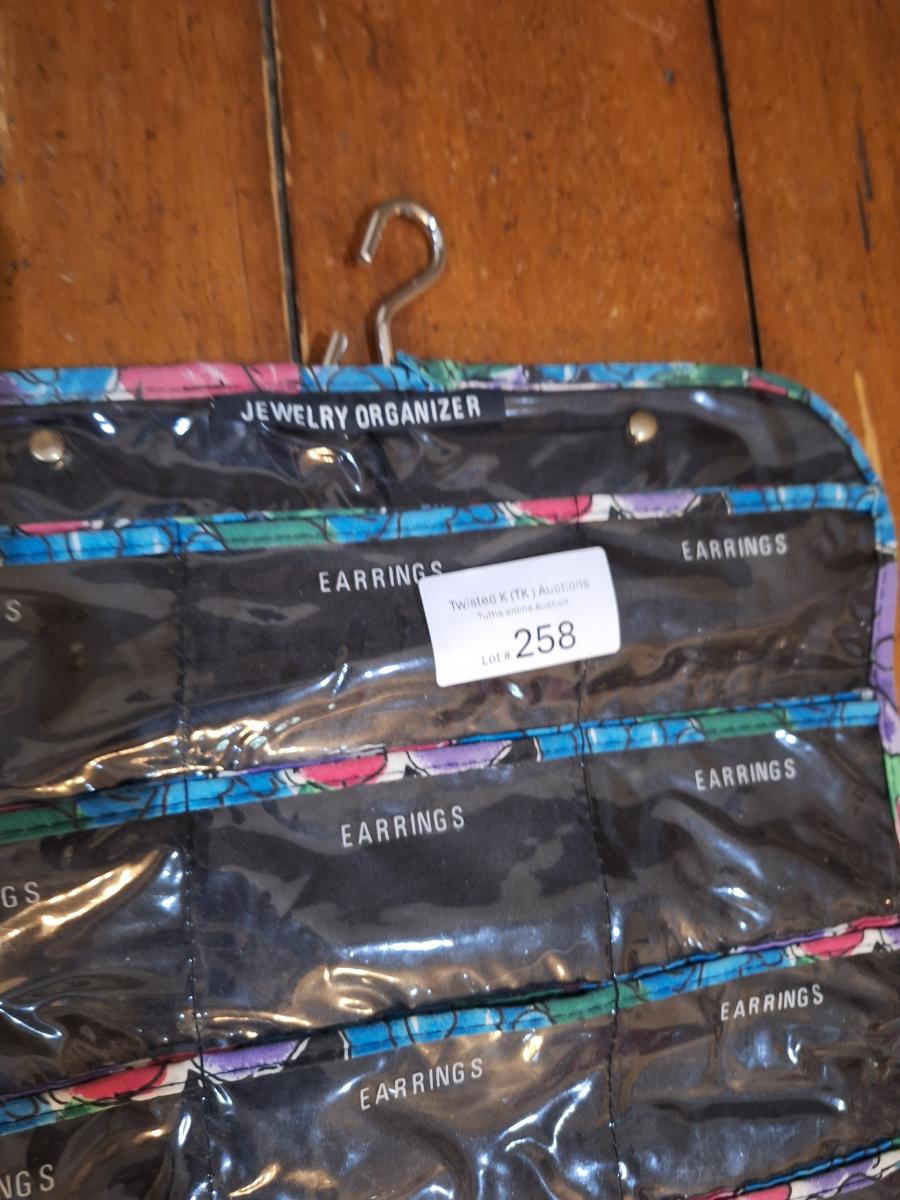 JEWELRY ORGANIZER
S
EARRINGS
EARRINGS
Twisted K (TK) Auctions
Tuttle online Auction
Lot # 258
GS
EARRINGS
EARRINGS
NGS
EARRINGS
EARRINGS